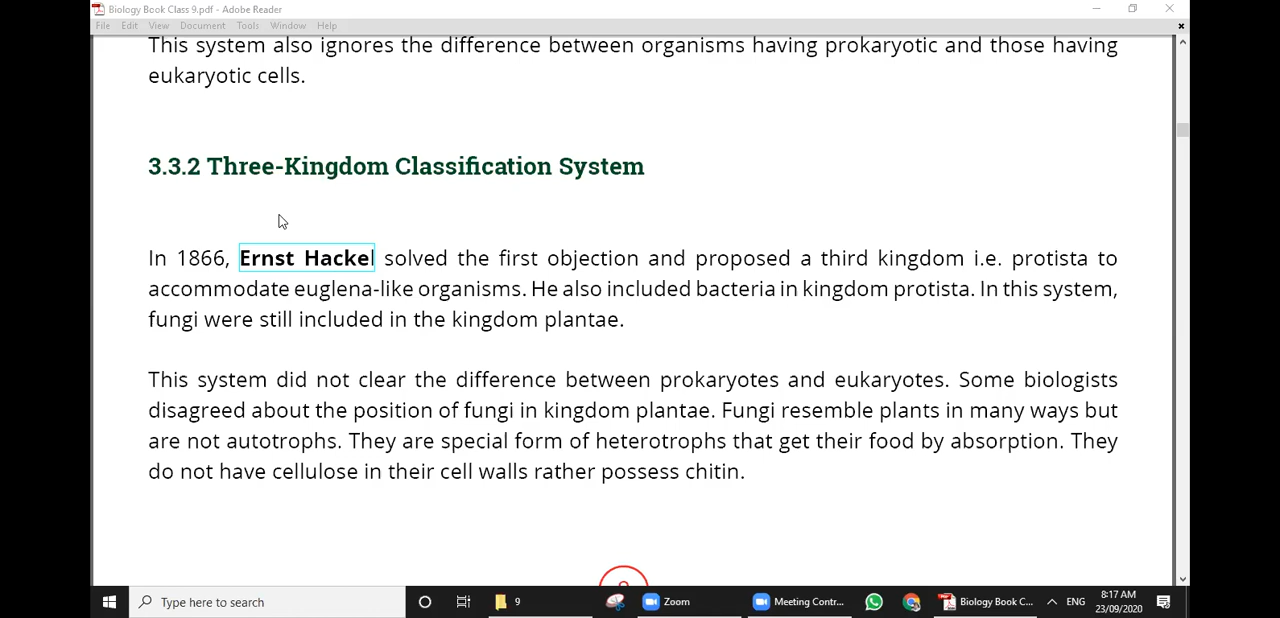 Biology Book Class 9.pdf - Adobe Reader
File Edit View Document Tools Window Help
This system also ignores the difference between organisms having prokaryotic and those having
eukaryotic cells.
3.3.2 Three-Kingdom Classification System
In 1866, Ernst Hackel solved the first objection and proposed a third kingdom i.e. protista to
accommodate euglena-like organisms. He also included bacteria in kingdom protista. In this system,
fungi were still included in the kingdom plantae.
This system did not clear the difference between prokaryotes and eukaryotes. Some biologists
disagreed about the position of fungi in kingdom plantae. Fungi resemble plants in many ways but
are not autotrophs. They are special form of heterotrophs that get their food by absorption. They
do not have cellulose in their cell walls rather possess chitin.
Type here to search
9
Zoom
Meeting Contr...
Biology Book C...
ENG
8:17 AM
23/09/2020